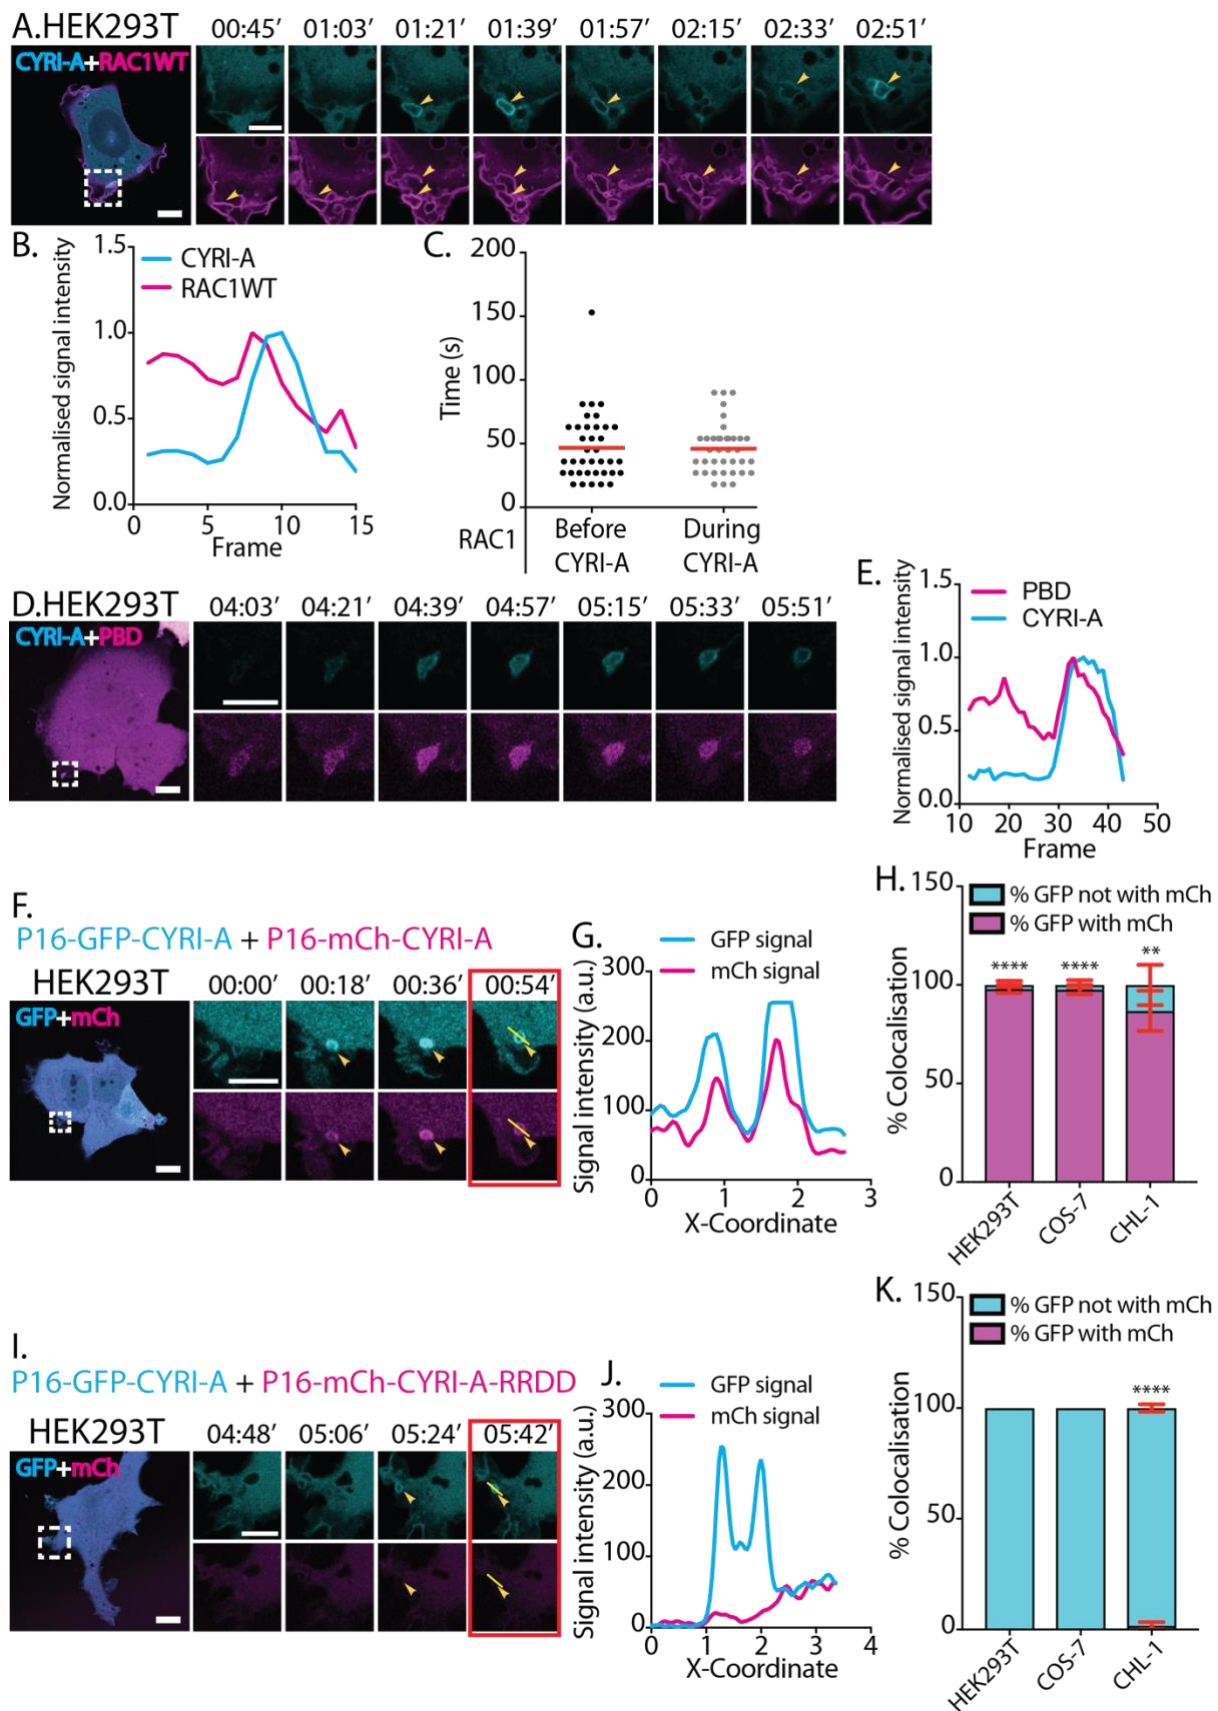 A.HEK293T 00:45’ 01:03’ 01:21’ 01:39’ 01:57’ 02:15’ 02:33’ 02:51’
CYRI-A+RAC1WT
B.
Normalised signal intensity
1.5
1.0
0.5
0.0
CYRI-A
RAC1WT
0 5 10 15
Frame
C.
Time (s)
200
150
100
50
0
RAC1
Before CYRI-A
During CYRI-A
D.HEK293T 04:03’ 04:21’ 04:39’ 04:57’ 05:15’ 05:33’ 05:51’
CYRI-A+PBD
E.
Normalised signal intensity
1.5
1.0
0.5
0.0
PBD
CYRI-A
10 20 30 40 50
Frame
F.
P16-GFP-CYRI-A + P16-mCh-CYRI-A
HEK293T 00:00’ 00:18’ 00:36’ 00:54’
GFP+mCh
G.
GFP signal
mCh signal
Signal intensity (a.u.)
300
200
100
0
0 1 2 3
X-Coordinate
H.
% GFP not with mCh
% GFP with mCh
% Colocalisation
150
100
50
0
**** **** **
HEK293T COS-7 CHL-1
I.
P16-GFP-CYRI-A + P16-mCh-CYRI-A-RRDD
HEK293T 04:48’ 05:06’ 05:24’ 05:42’
GFP+mCh
J.
GFP signal
mCh signal
Signal intensity (a.u.)
300
200
100
0
0 1 2 3 4
X-Coordinate
K.
% GFP not with mCh
% GFP with mCh
% Colocalisation
150
100
50
0
****
HEK293T COS-7 CHL-1